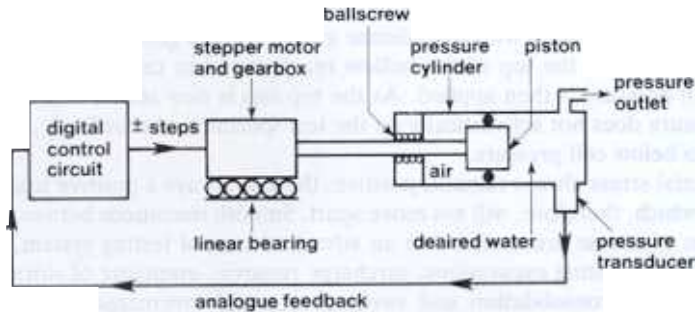 ballscrew
stepper motor
and gearbox
pressure
cylinder
piston
pressure
outlet
digital
control
circuit
± steps
air
linear bearing
deaired water
pressure
transducer
analogue feedback